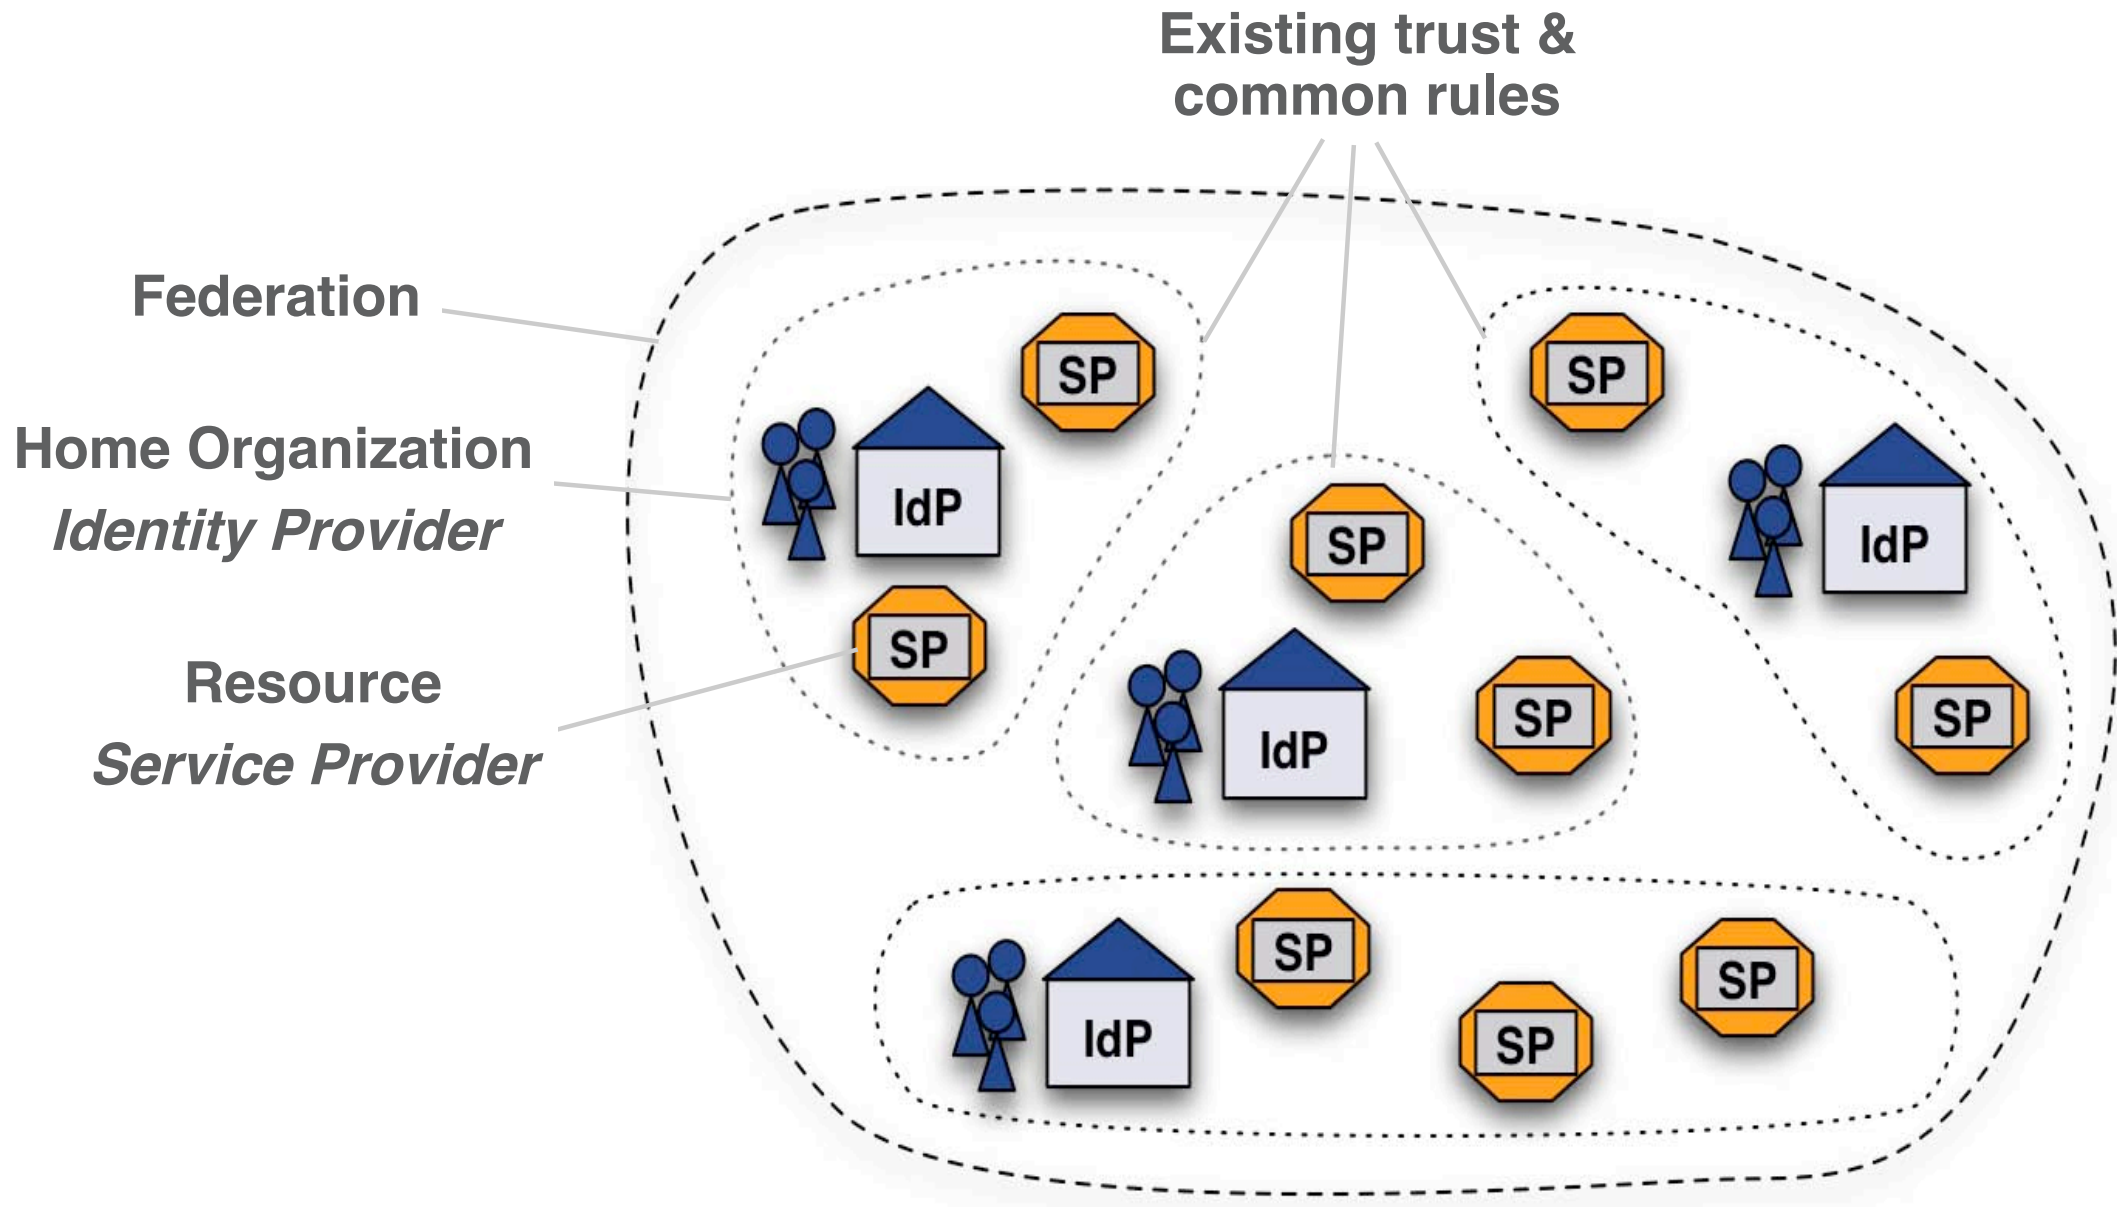 Existing trust &
common rules
Federation
Home Organization
Identity Provider
Resource
Service Provider
SP
IdP
SP
SP
IdP
SP
SP
IdP
SP
IdP
SP
SP
SP